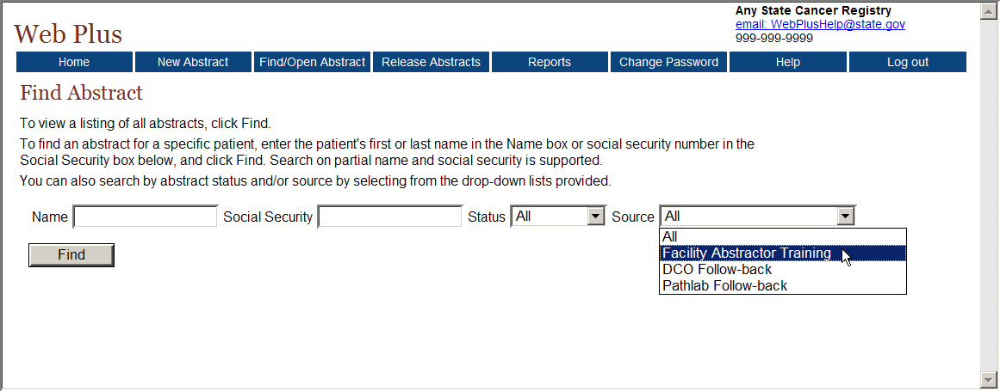 Any State Cancer Registry
email: WebPlusHelp@state.gov
999-999-9999
Web Plus
Home New Abstract Find/Open Abstract Release Abstracts Reports Change Password Help Log out
Find Abstract
To view a listing of all abstracts, click Find.
To find an abstract for a specific patient, enter the patient's first or last name in the Name box or social security number in the
Social Security box below, and click Find. Search on partial name and social security is supported.
You can also search by abstract status and/or source by selecting from the drop-down lists provided.
Name Social Security Status All Source All
All
Facility Abstractor Training
DCO Follow-back
Pathlab Follow-back
Find